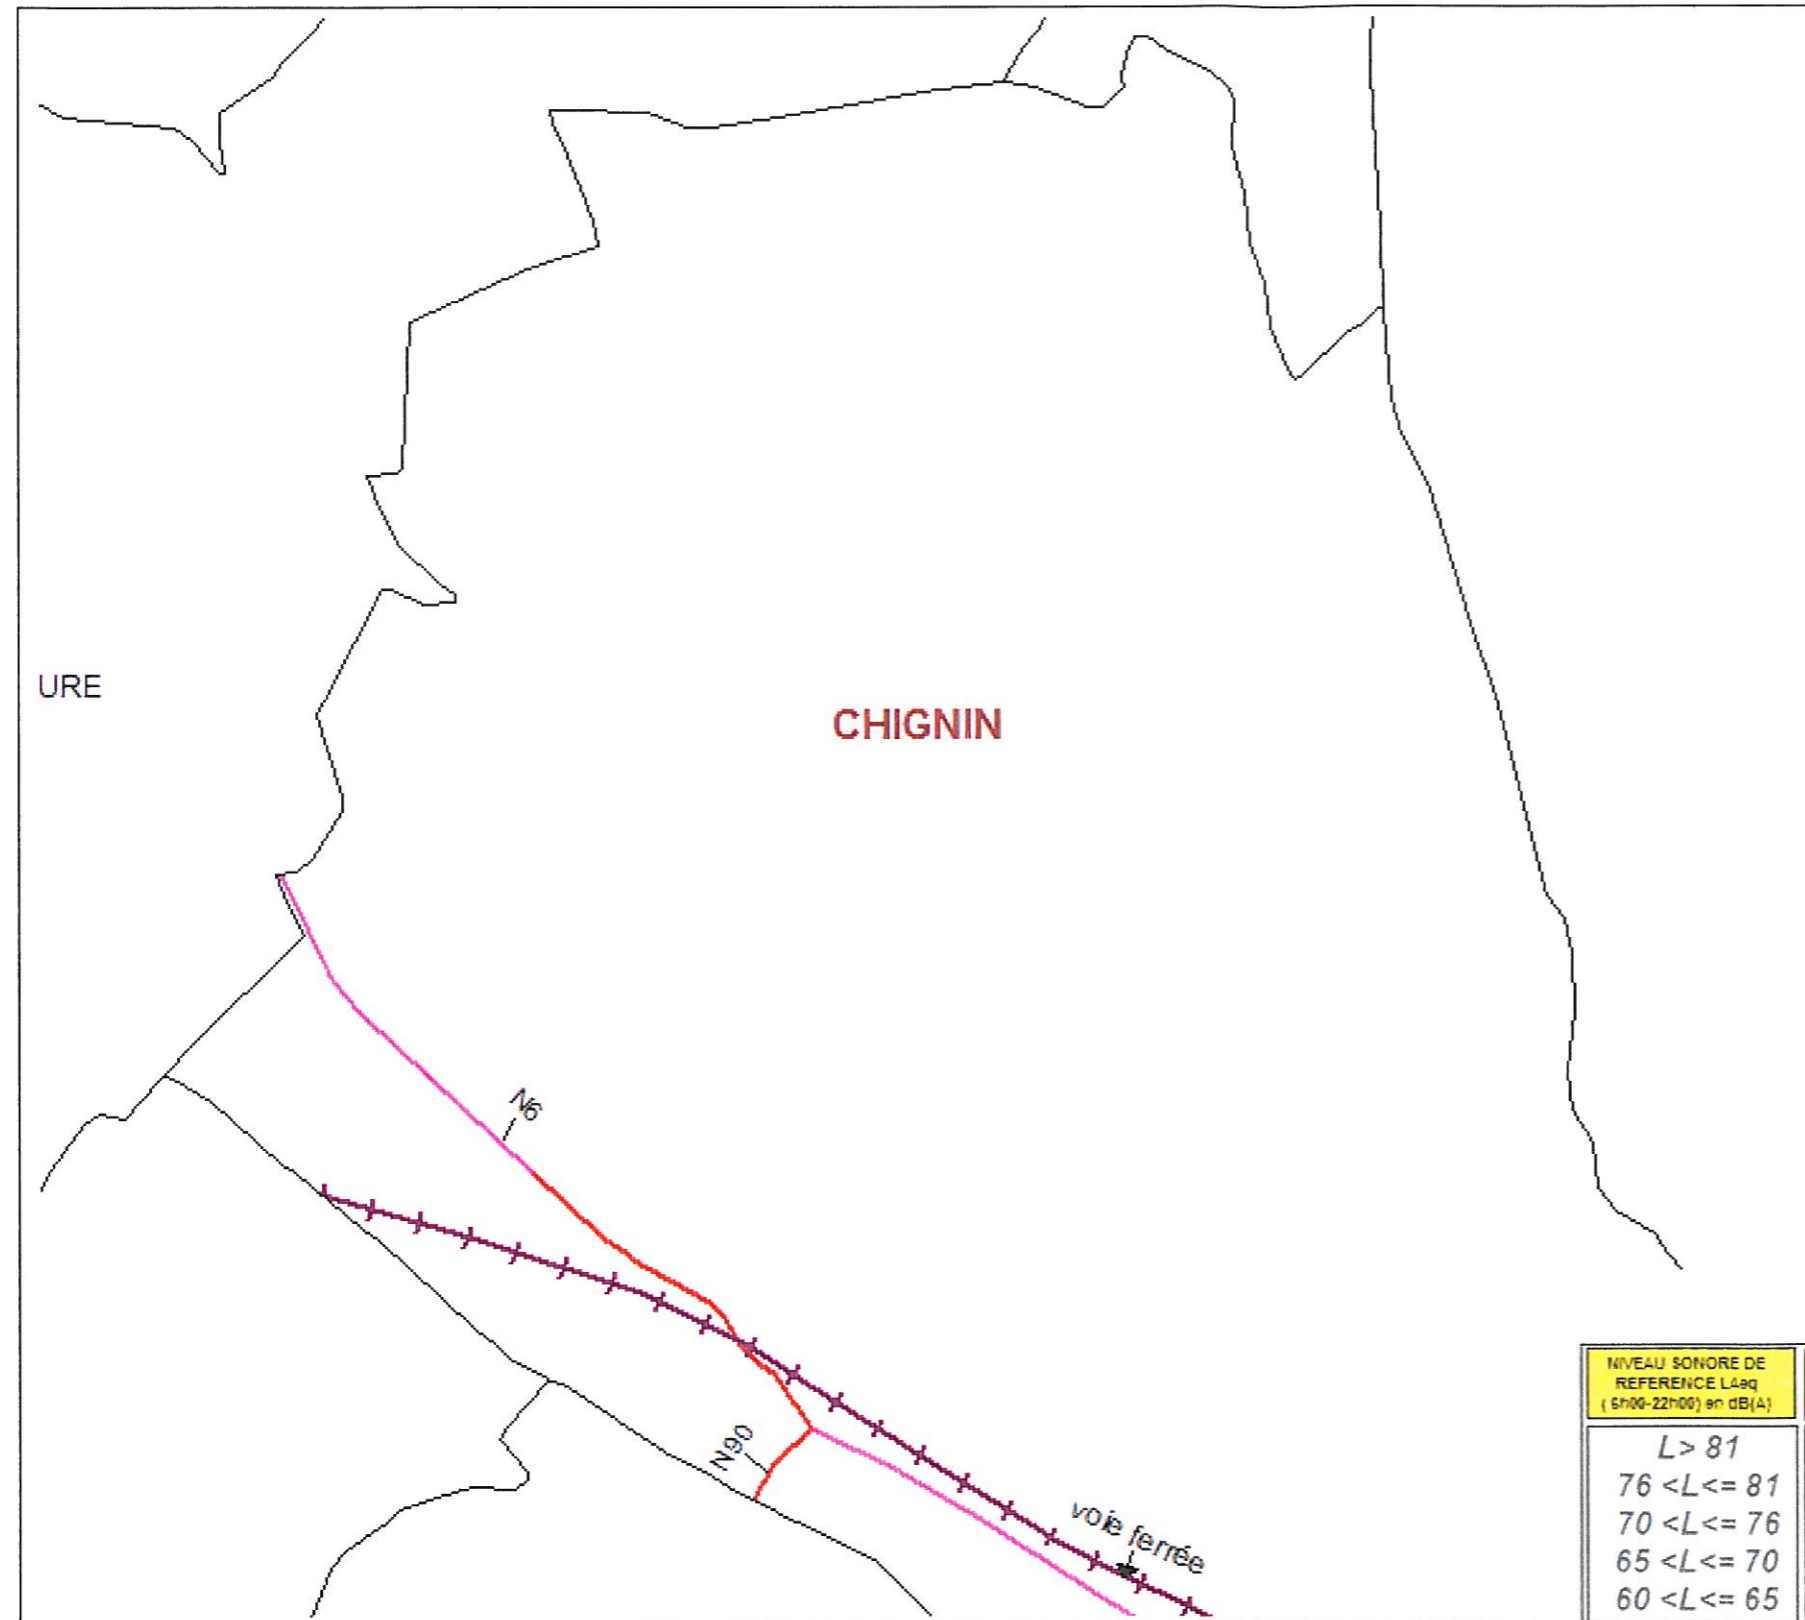 URE
CHIGNIN
N6
N90
voie ferrée
NIVEAU SONORE DE
REFERENCE LAeq
( 6h00-22h00) en dB(A)
L> 81
76 <L<= 81
70 <L<= 76
65 <L<= 70
60 <L<= 65